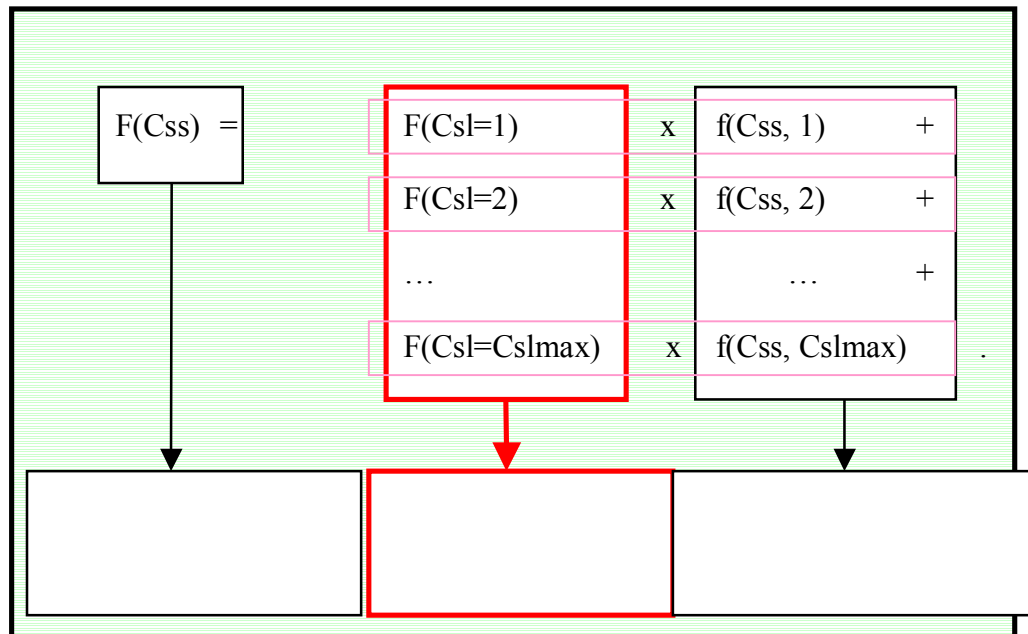 F(Css) = F(Csl=1) x f(Css, 1) +
F(Csl=2) x f(Css, 2) +
… … +
F(Csl=Cslmax) x f(Css, Cslmax) .